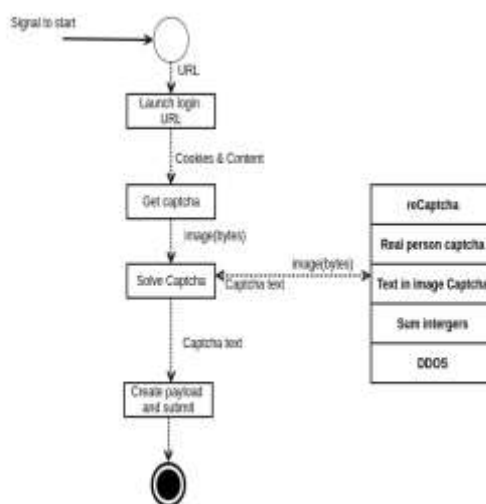 Signal to start
URL
Launch login
URL
Cookies & Content
Get captcha
image(bytes)
Solve Captcha
image(bytes)
Captcha text
Captcha text
Create payload
and submit
reCaptcha
Real person captcha
Text in image Captcha
Sum intergers
DDOS